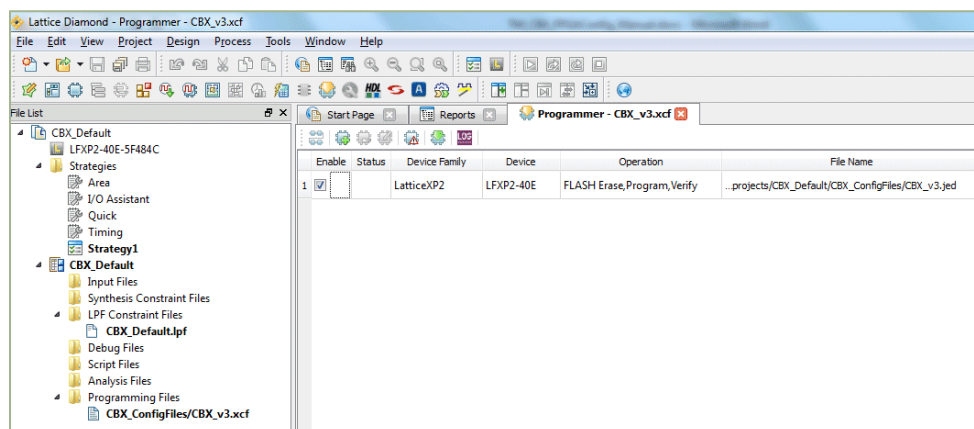 Lattice Diamond - Programmer - CBX_v3.xcf
File Edit View Project Design Process Tools Window Help
File List
Start Page Reports Programmer - CBX_v3.xcf
CBX_Default
LFXP2-40E-5F484C
Strategies
Area
I/O Assistant
Quick
Timing
Strategy1
CBX_Default
Input Files
Synthesis Constraint Files
LPF Constraint Files
CBX_Default.lpf
Debug Files
Script Files
Analysis Files
Programming Files
CBX_ConfigFiles/CBX_v3.xcf
LOG
Enable Status Device Family Device Operation File Name
1 LatticeXP2 LFXP2-40E FLASH Erase,Program,Verify ...projects/CBX_Default/CBX_ConfigFiles/CBX_v3.jed
HDL
A